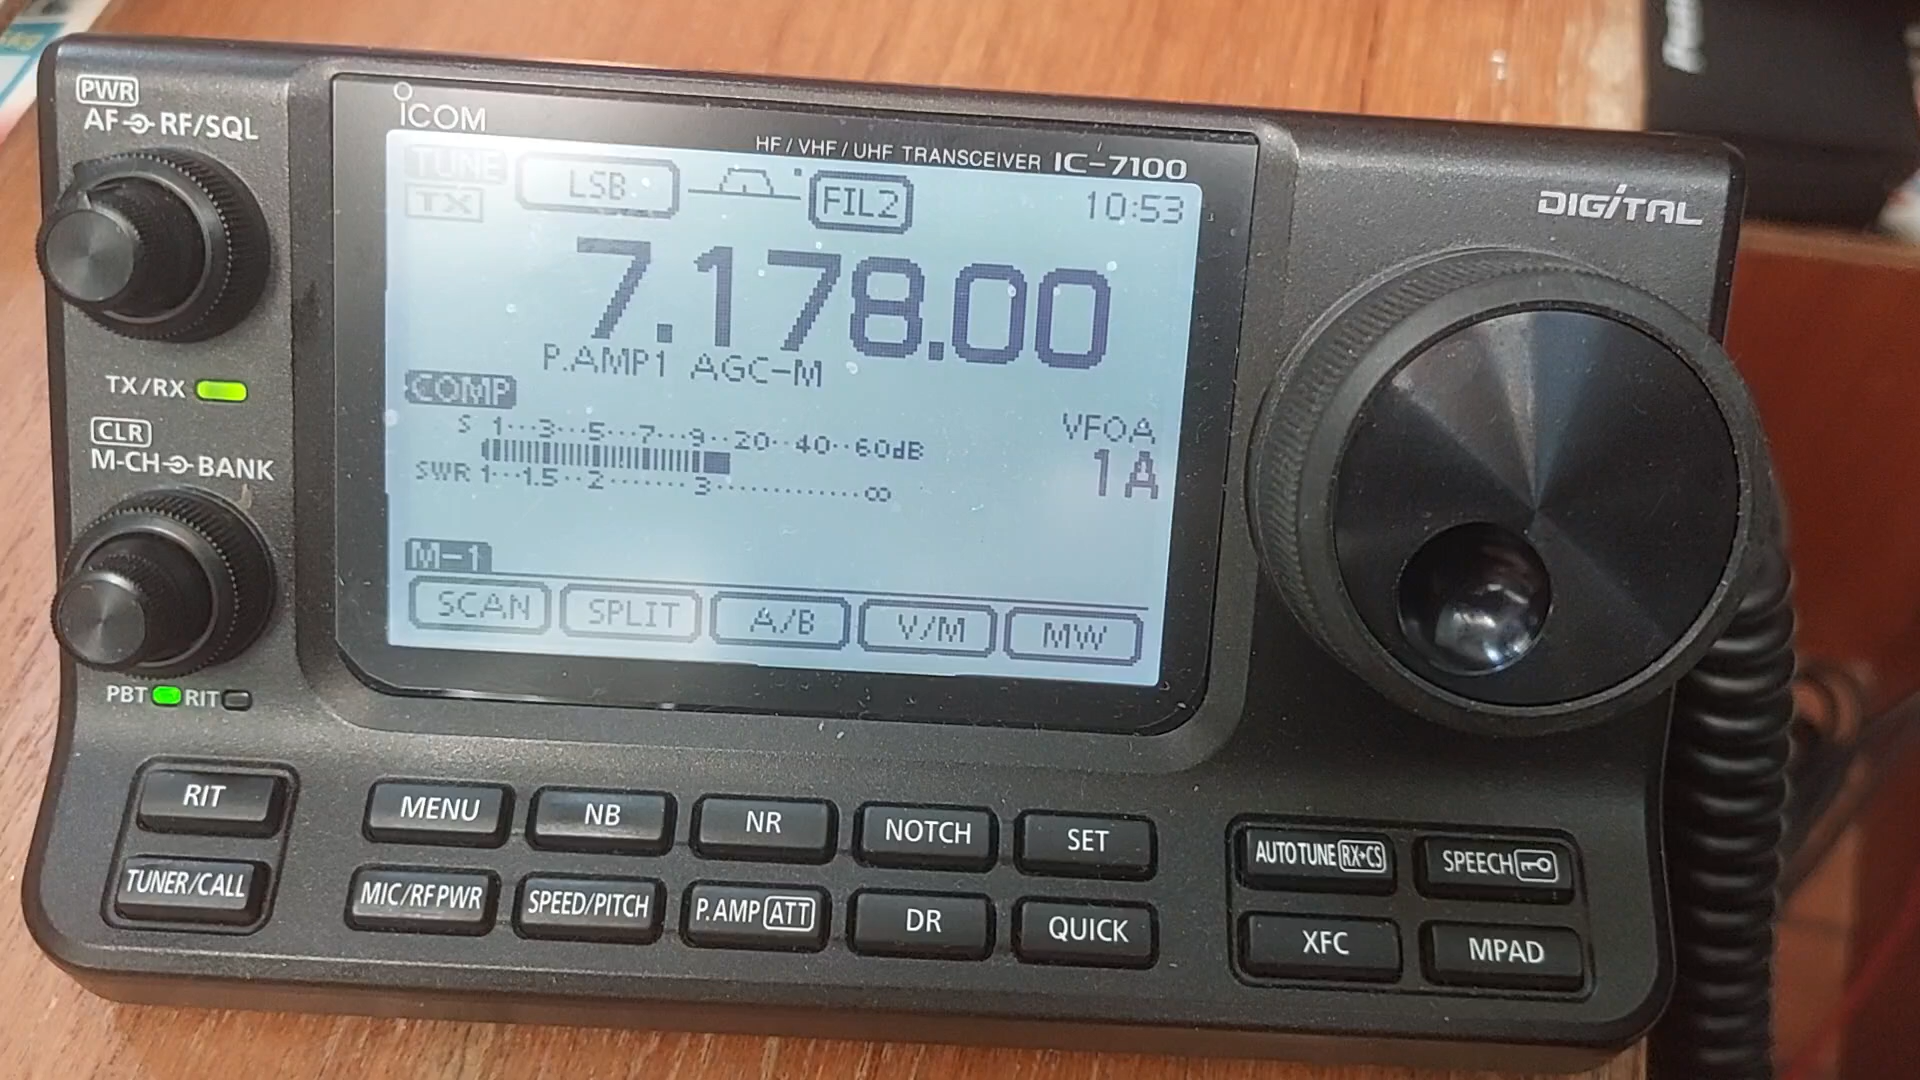 PWR
AF RF/SQL
TX/RX
CLR
M-CH BANK
PBT RIT
ICOM
HF/VHF/UHF TRANSCEIVER IC-7100
TUNE
TX
LSB
FIL2
10:53
7.178.00
P.AMP1 AGC-M
COMP
S 1···3···5···7···9··20··40··60dB
SWR 1···1.5··2·······3············∞
VFOA
1A
M-1
SCAN SPLIT A/B V/M MW
DIGITAL
RIT
TUNER/CALL
MENU NB NR NOTCH SET
MIC/RF PWR SPEED/PITCH P.AMP ATT DR QUICK
AUTO TUNE RX➔CS SPEECH
XFC MPAD